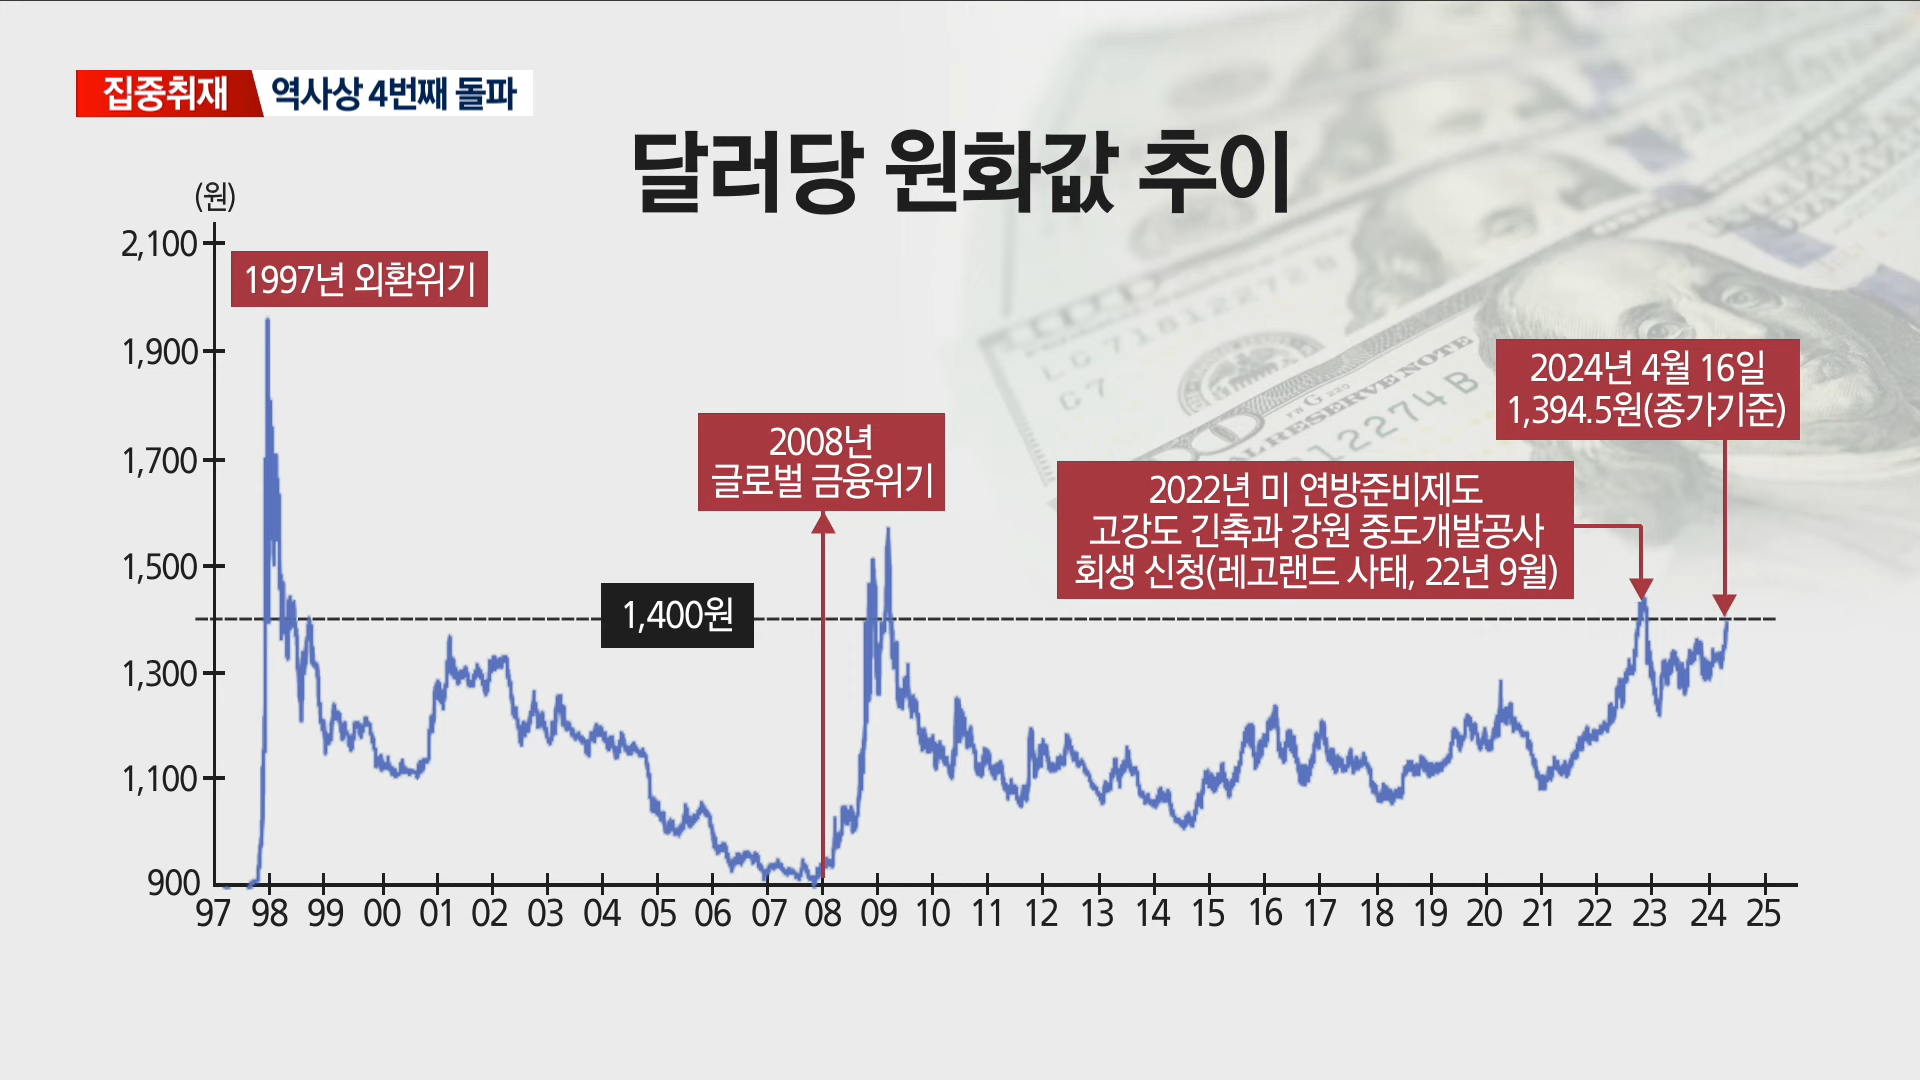 집중취재 역사상 4번째 돌파
달러당 원화값 추이
(원)
2,100
1,900
1,700
1,500
1,300
1,100
900
1997년 외환위기
2008년
글로벌 금융위기
1,400원
2022년 미 연방준비제도
고강도 긴축과 강원 중도개발공사
회생 신청(레고랜드 사태, 22년 9월)
2024년 4월 16일
1,394.5원(종가기준)
97 98 99 00 01 02 03 04 05 06 07 08 09 10 11 12 13 14 15 16 17 18 19 20 21 22 23 24 25